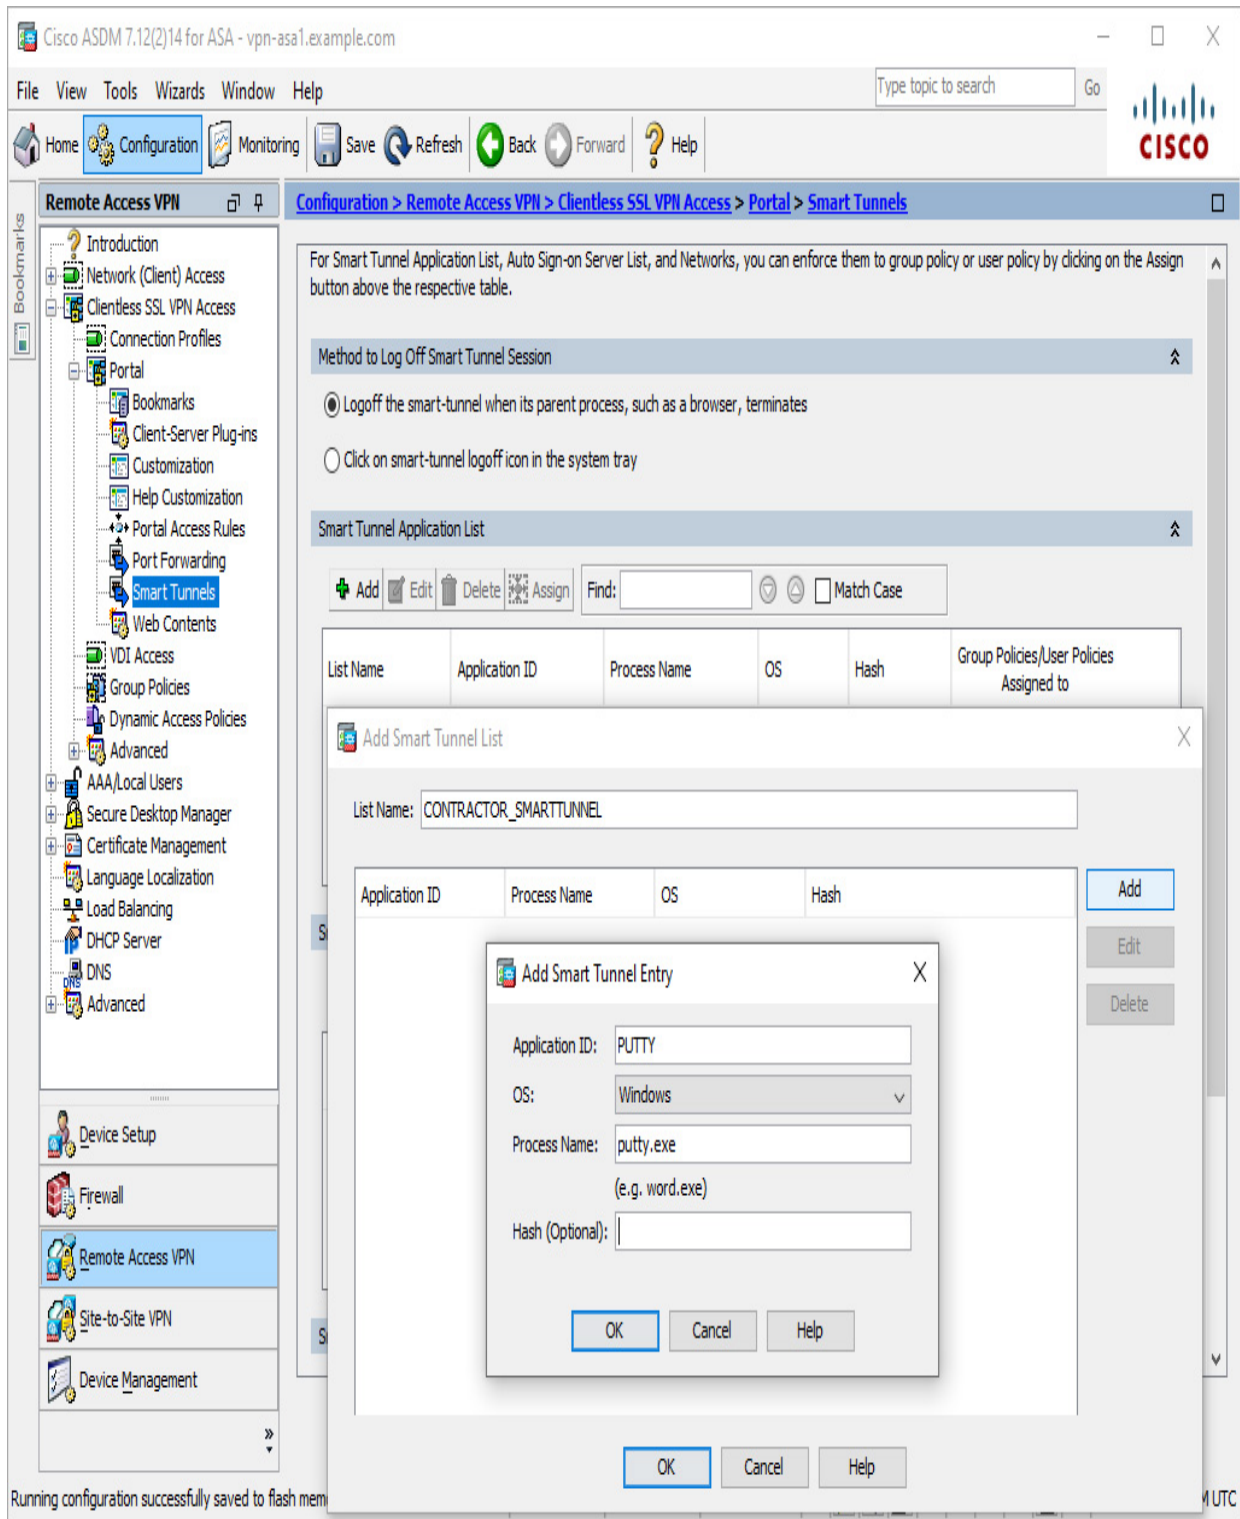 Cisco ASDM 7.12(2)14 for ASA - vpn-asa1.example.com
File View Tools Wizards Window Help
Type topic to search
Go
CISCO
Home Configuration Monitoring Save Refresh Back Forward Help
Bookmarks
Remote Access VPN
Introduction
Network (Client) Access
Clientless SSL VPN Access
Connection Profiles
Portal
Bookmarks
Client-Server Plug-ins
Customization
Help Customization
Portal Access Rules
Port Forwarding
Smart Tunnels
Web Contents
VDI Access
Group Policies
Dynamic Access Policies
Advanced
AAA/Local Users
Secure Desktop Manager
Certificate Management
Language Localization
Load Balancing
DHCP Server
DNS
DNS
Advanced
Device Setup
Firewall
Remote Access VPN
Site-to-Site VPN
Device Management
Configuration > Remote Access VPN > Clientless SSL VPN Access > Portal > Smart Tunnels
For Smart Tunnel Application List, Auto Sign-on Server List, and Networks, you can enforce them to group policy or user policy by clicking on the Assign
button above the respective table.
Method to Log Off Smart Tunnel Session
Logoff the smart-tunnel when its parent process, such as a browser, terminates
Click on smart-tunnel logoff icon in the system tray
Smart Tunnel Application List
Add Edit Delete Assign Find: Match Case
List Name Application ID Process Name OS Hash Group Policies/User Policies
Assigned to
Add Smart Tunnel List
List Name: CONTRACTOR_SMARTTUNNEL
Application ID Process Name OS Hash
Add
Edit
Delete
Add Smart Tunnel Entry
Application ID: PUTTY
OS: Windows
Process Name: putty.exe
(e.g. word.exe)
Hash (Optional):
OK Cancel Help
OK Cancel Help
Running configuration successfully saved to flash mem
UTC